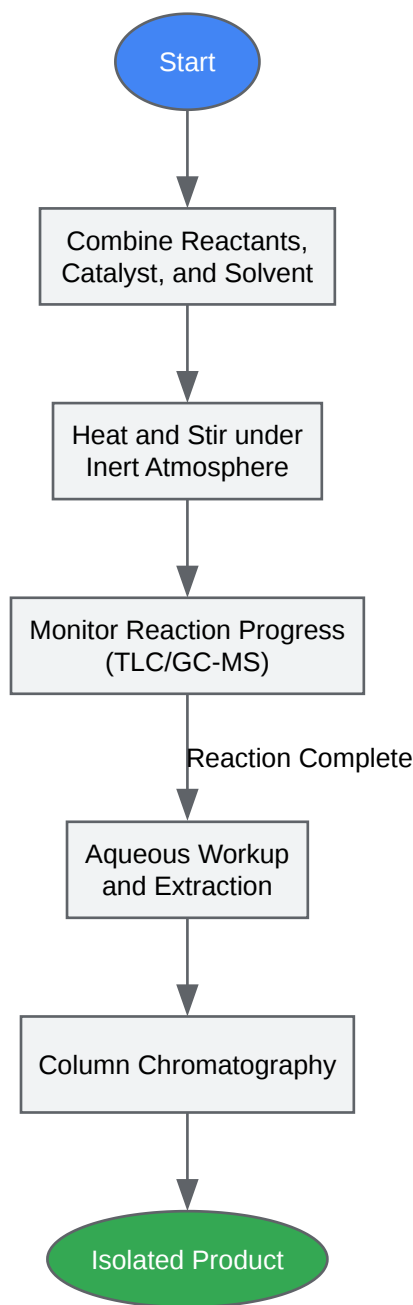 Start
Combine Reactants,
Catalyst, and Solvent
Heat and Stir under
Inert Atmosphere
Monitor Reaction Progress
(TLC/GC-MS)
Reaction Complete
Aqueous Workup
and Extraction
Column Chromatography
Isolated Product